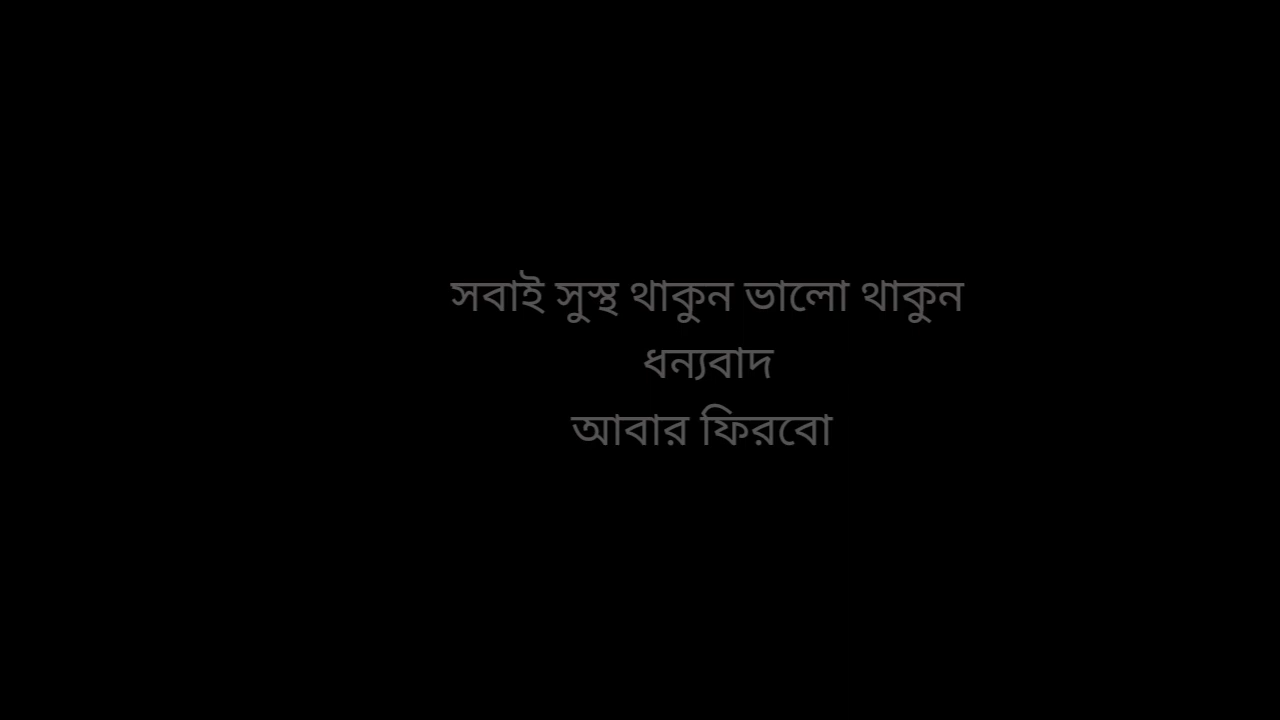 সবাই সুস্থ থাকুন ভালো থাকুন
ধন্যবাদ
আবার ফিরবো